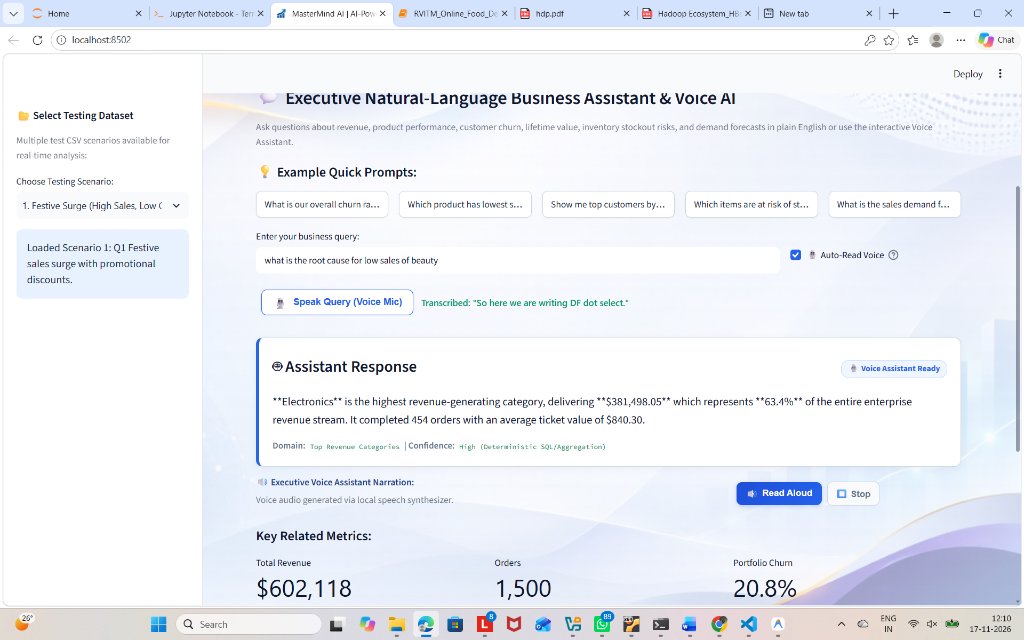 Home
Jupyter Notebook - Terr
MasterMind AI | AI-Pow
RVITM_Online_Food_De
hdp.pdf
Hadoop Ecosystem_HB
New tab
localhost:8502
Chat
Deploy
Select Testing Dataset
Multiple test CSV scenarios available for
real-time analysis:
Choose Testing Scenario:
1. Festive Surge (High Sales, Low C
Loaded Scenario 1: Q1 Festive
sales surge with promotional
discounts.
Executive Natural-Language Business Assistant & Voice AI
Ask questions about revenue, product performance, customer churn, lifetime value, inventory stockout risks, and demand forecasts in plain English or use the interactive Voice
Assistant.
Example Quick Prompts:
What is our overall churn ra...
Which product has lowest s...
Show me top customers by...
Which items are at risk of st...
What is the sales demand f...
Enter your business query:
what is the root cause for low sales of beauty
Auto-Read Voice
Speak Query (Voice Mic)
Transcribed: "So here we are writing DF dot select."
Assistant Response
Voice Assistant Ready
**Electronics** is the highest revenue-generating category, delivering **$381,498.05** which represents **63.4%** of the entire enterprise
revenue stream. It completed 454 orders with an average ticket value of $840.30.
Domain: Top Revenue Categories | Confidence: High (Deterministic SQL/Aggregation)
Executive Voice Assistant Narration:
Voice audio generated via local speech synthesizer.
Read Aloud
Stop
Key Related Metrics:
Total Revenue
Orders
Portfolio Churn
$602,118
1,500
20.8%
26°
Search
8
89
ENG
IN
12:10
17-11-2026